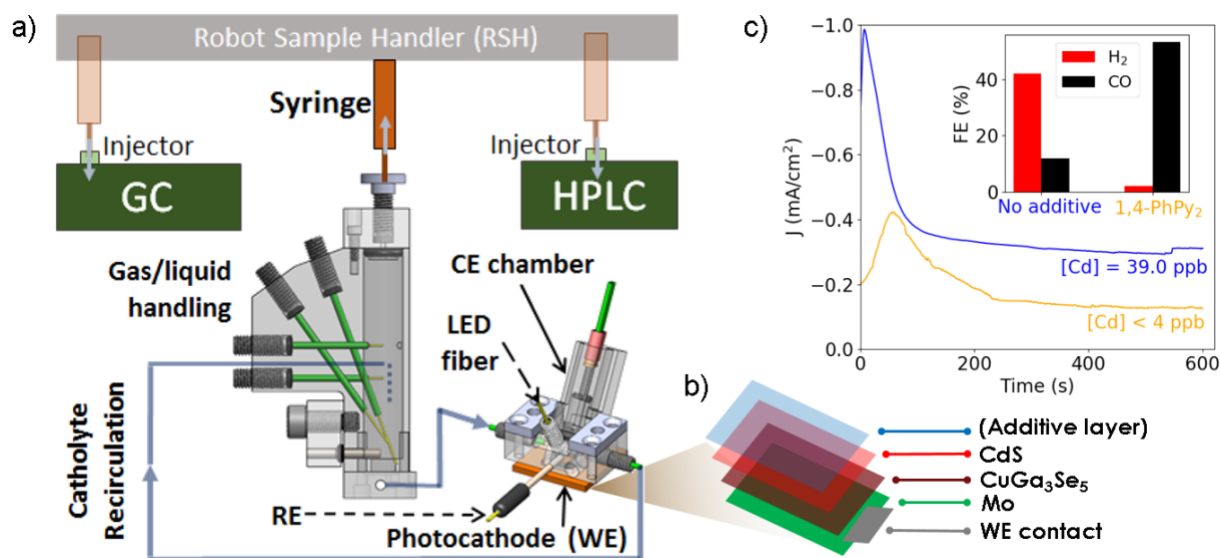 a)
Robot Sample Handler (RSH)
Syringe
Injector
GC
Injector
HPLC
Gas/liquid
handling
CE chamber
LED
fiber
Catholyte
Recirculation
RE
Photocathode (WE)
b)
(Additive layer)
CdS
CuGa₃Se₅
Mo
WE contact
c)
J (mA/cm²)
−1.0
−0.8
−0.6
−0.4
−0.2
0.0
0
200
400
600
Time (s)
[Cd] = 39.0 ppb
[Cd] < 4 ppb
FE (%)
40
20
0
H₂
CO
No additive
1,4-PhPy₂